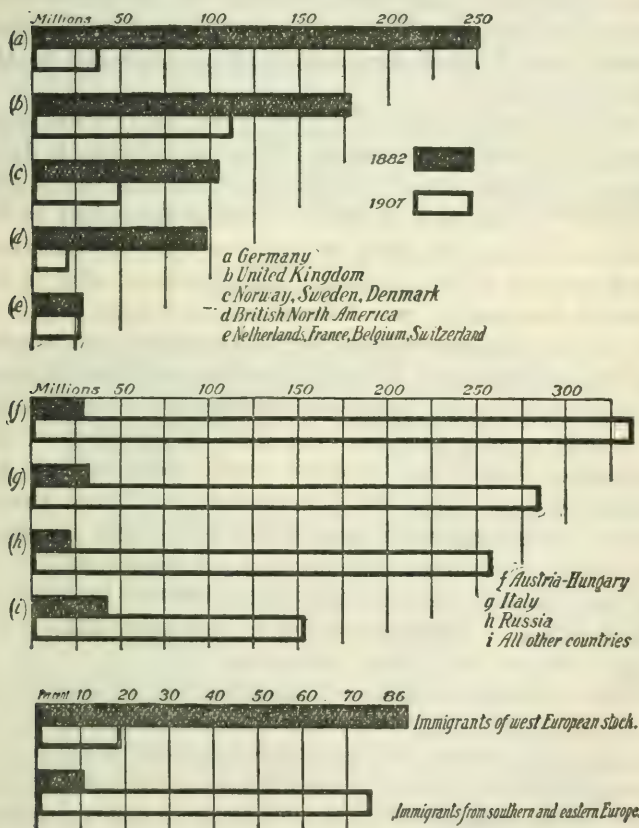 Millions 50 100 150 200 250
(a)
(b)
1882
(c)
1907
(d)
a Germany
b United Kingdom
c Norway, Sweden, Denmark
d British North America
(e)
e Netherlands, France, Belgium, Switzerland
Millions 50 100 150 200 250 300
(f)
(g)
(h)
f Austria-Hungary
g Italy
h Russia
(i)
i All other countries
Percent 10 20 30 40 50 60 70 86
Immigrants of west European stock.
Immigrants from southern and eastern Europe.